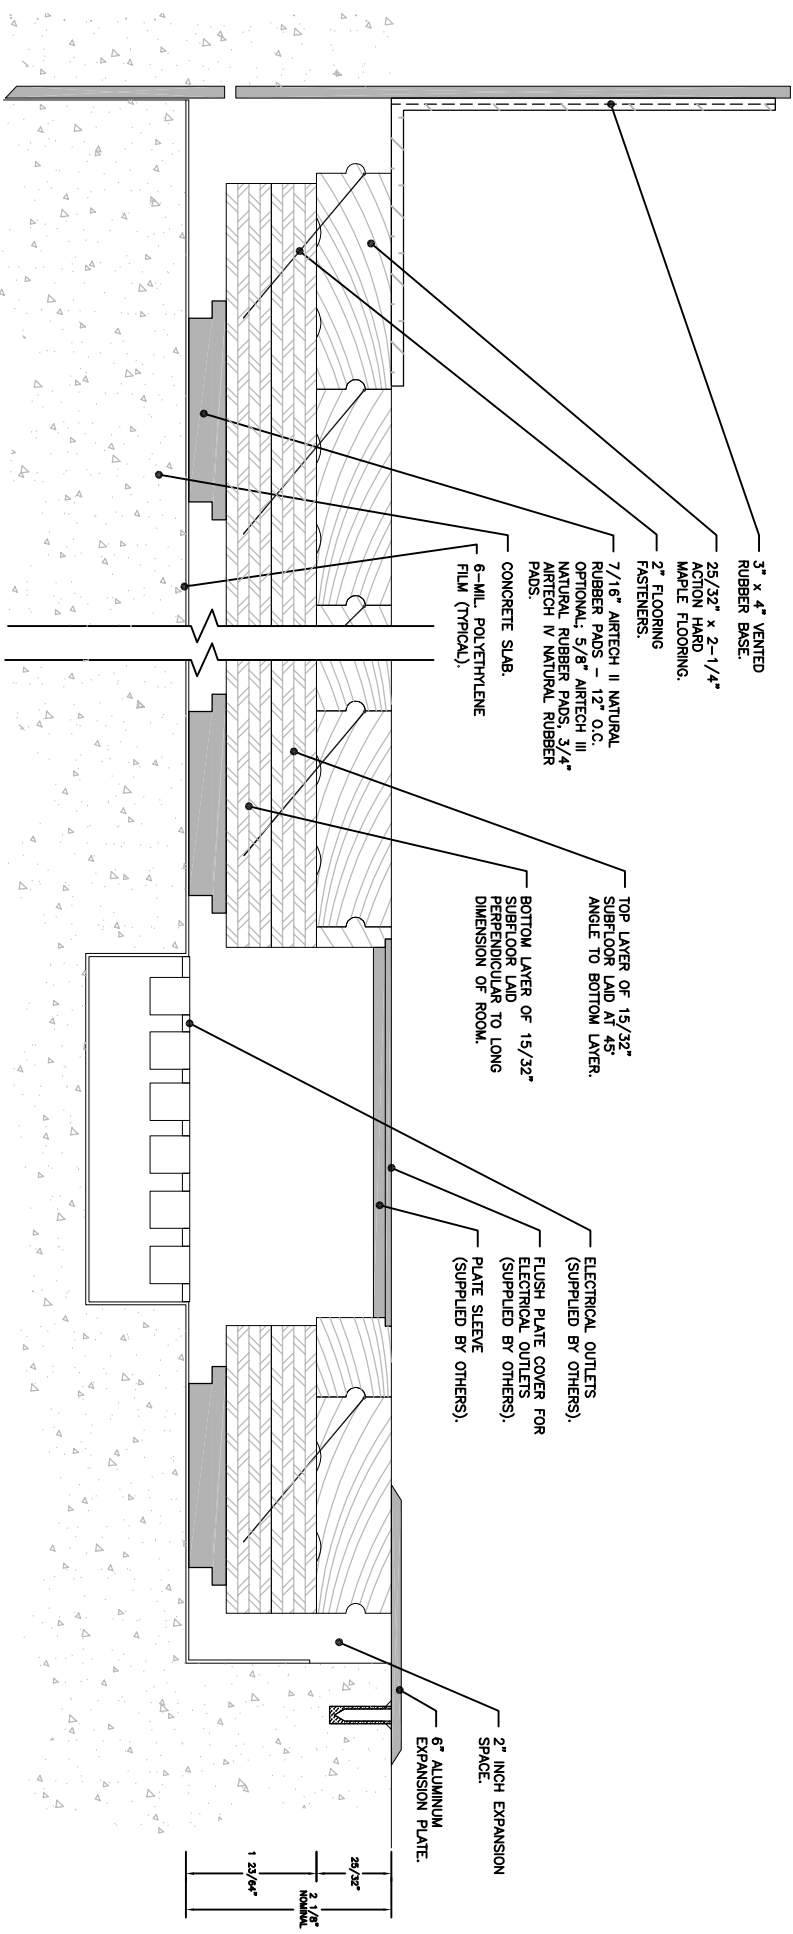 3" x 4" VENTED
RUBBER BASE.
25/32" x 2-1/4"
ACTION HARD
MAPLE FLOORING.
2" FLOORING
FASTENERS.
7/16" AIRTECH II NATURAL
RUBBER PADS - 12" O.C.
OPTIONAL; 5/8" AIRTECH III
NATURAL RUBBER PADS, 3/4"
AIRTECH IV NATURAL RUBBER
PADS.
CONCRETE SLAB.
6-MIL. POLYETHYLENE
FILM (TYPICAL).
TOP LAYER OF 15/32"
SUBFLOOR LAID AT 45°
ANGLE TO BOTTOM LAYER.
BOTTOM LAYER OF 15/32"
SUBFLOOR LAID
PERPENDICULAR TO LONG
DIMENSION OF ROOM.
ELECTRICAL OUTLETS
(SUPPLIED BY OTHERS).
FLUSH PLATE COVER FOR
ELECTRICAL OUTLETS
(SUPPLIED BY OTHERS).
PLATE SLEEVE
(SUPPLIED BY OTHERS).
2" INCH EXPANSION
SPACE.
6" ALUMINUM
EXPANSION PLATE.
25/32"
1 23/64"
2 1/8"
NOMINAL